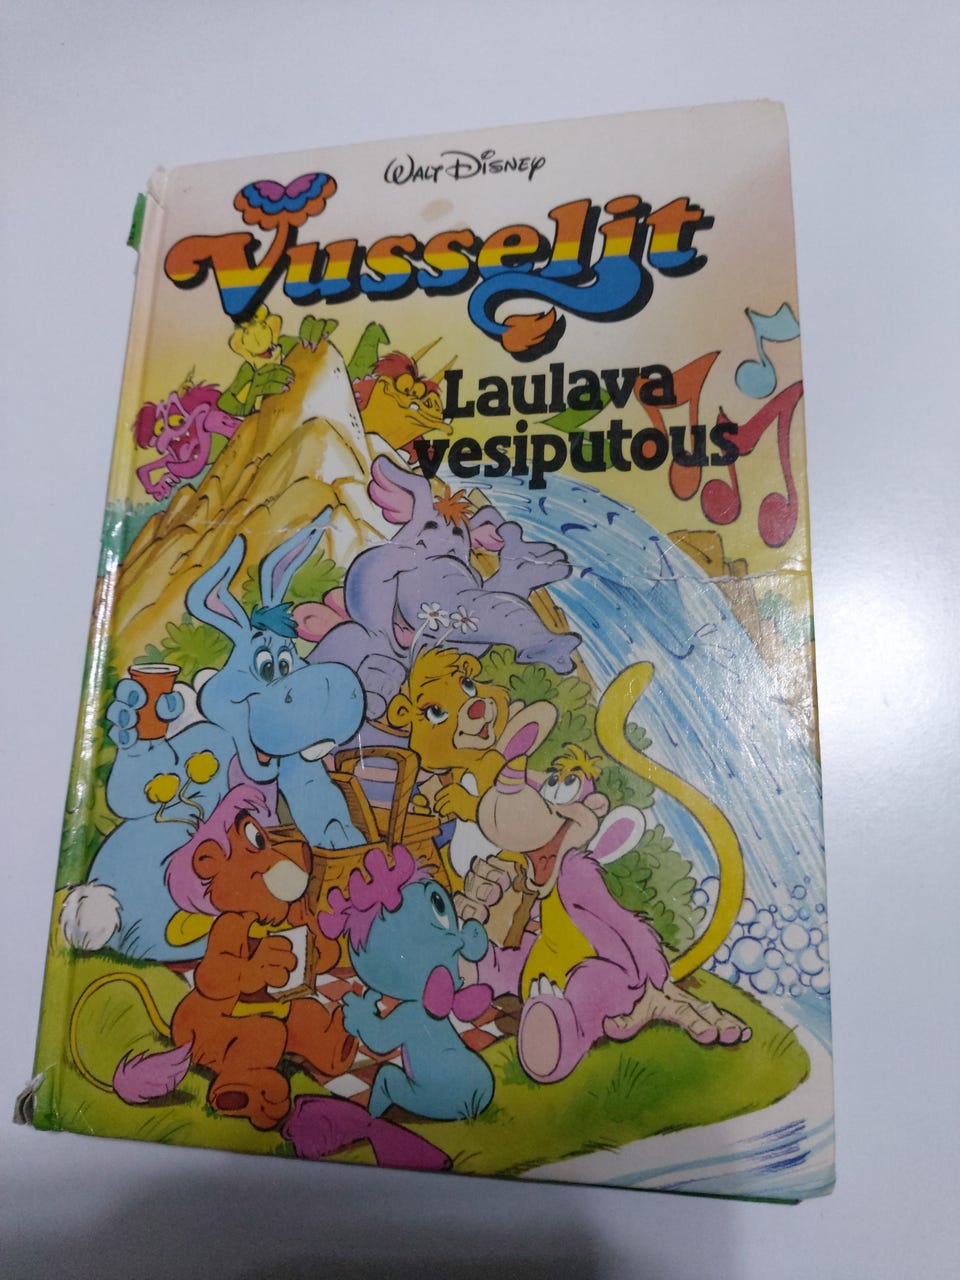 Walt Disney
Vusselit
Laulava
vesiputous